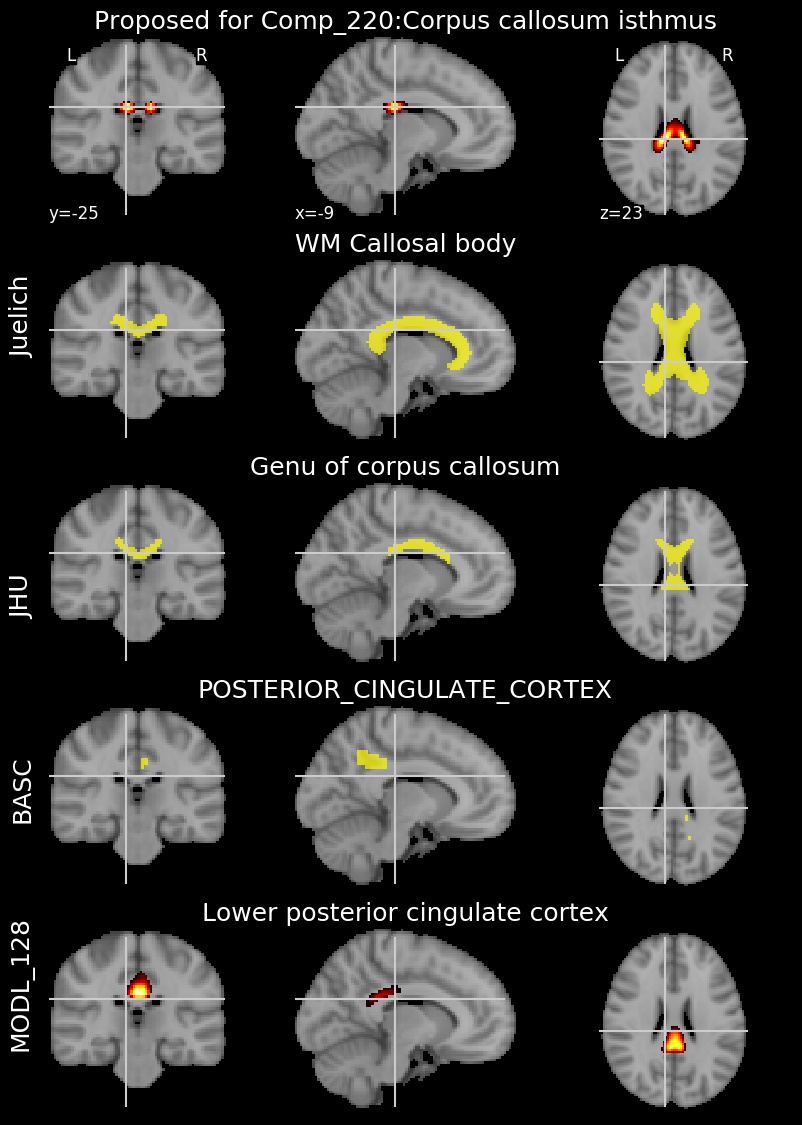 Proposed for Comp_220:Corpus callosum isthmus
L R L R
y=-25 x=-9 z=23
WM Callosal body
Juelich
Genu of corpus callosum
JHU
POSTERIOR_CINGULATE_CORTEX
BASC
Lower posterior cingulate cortex
MODL_128